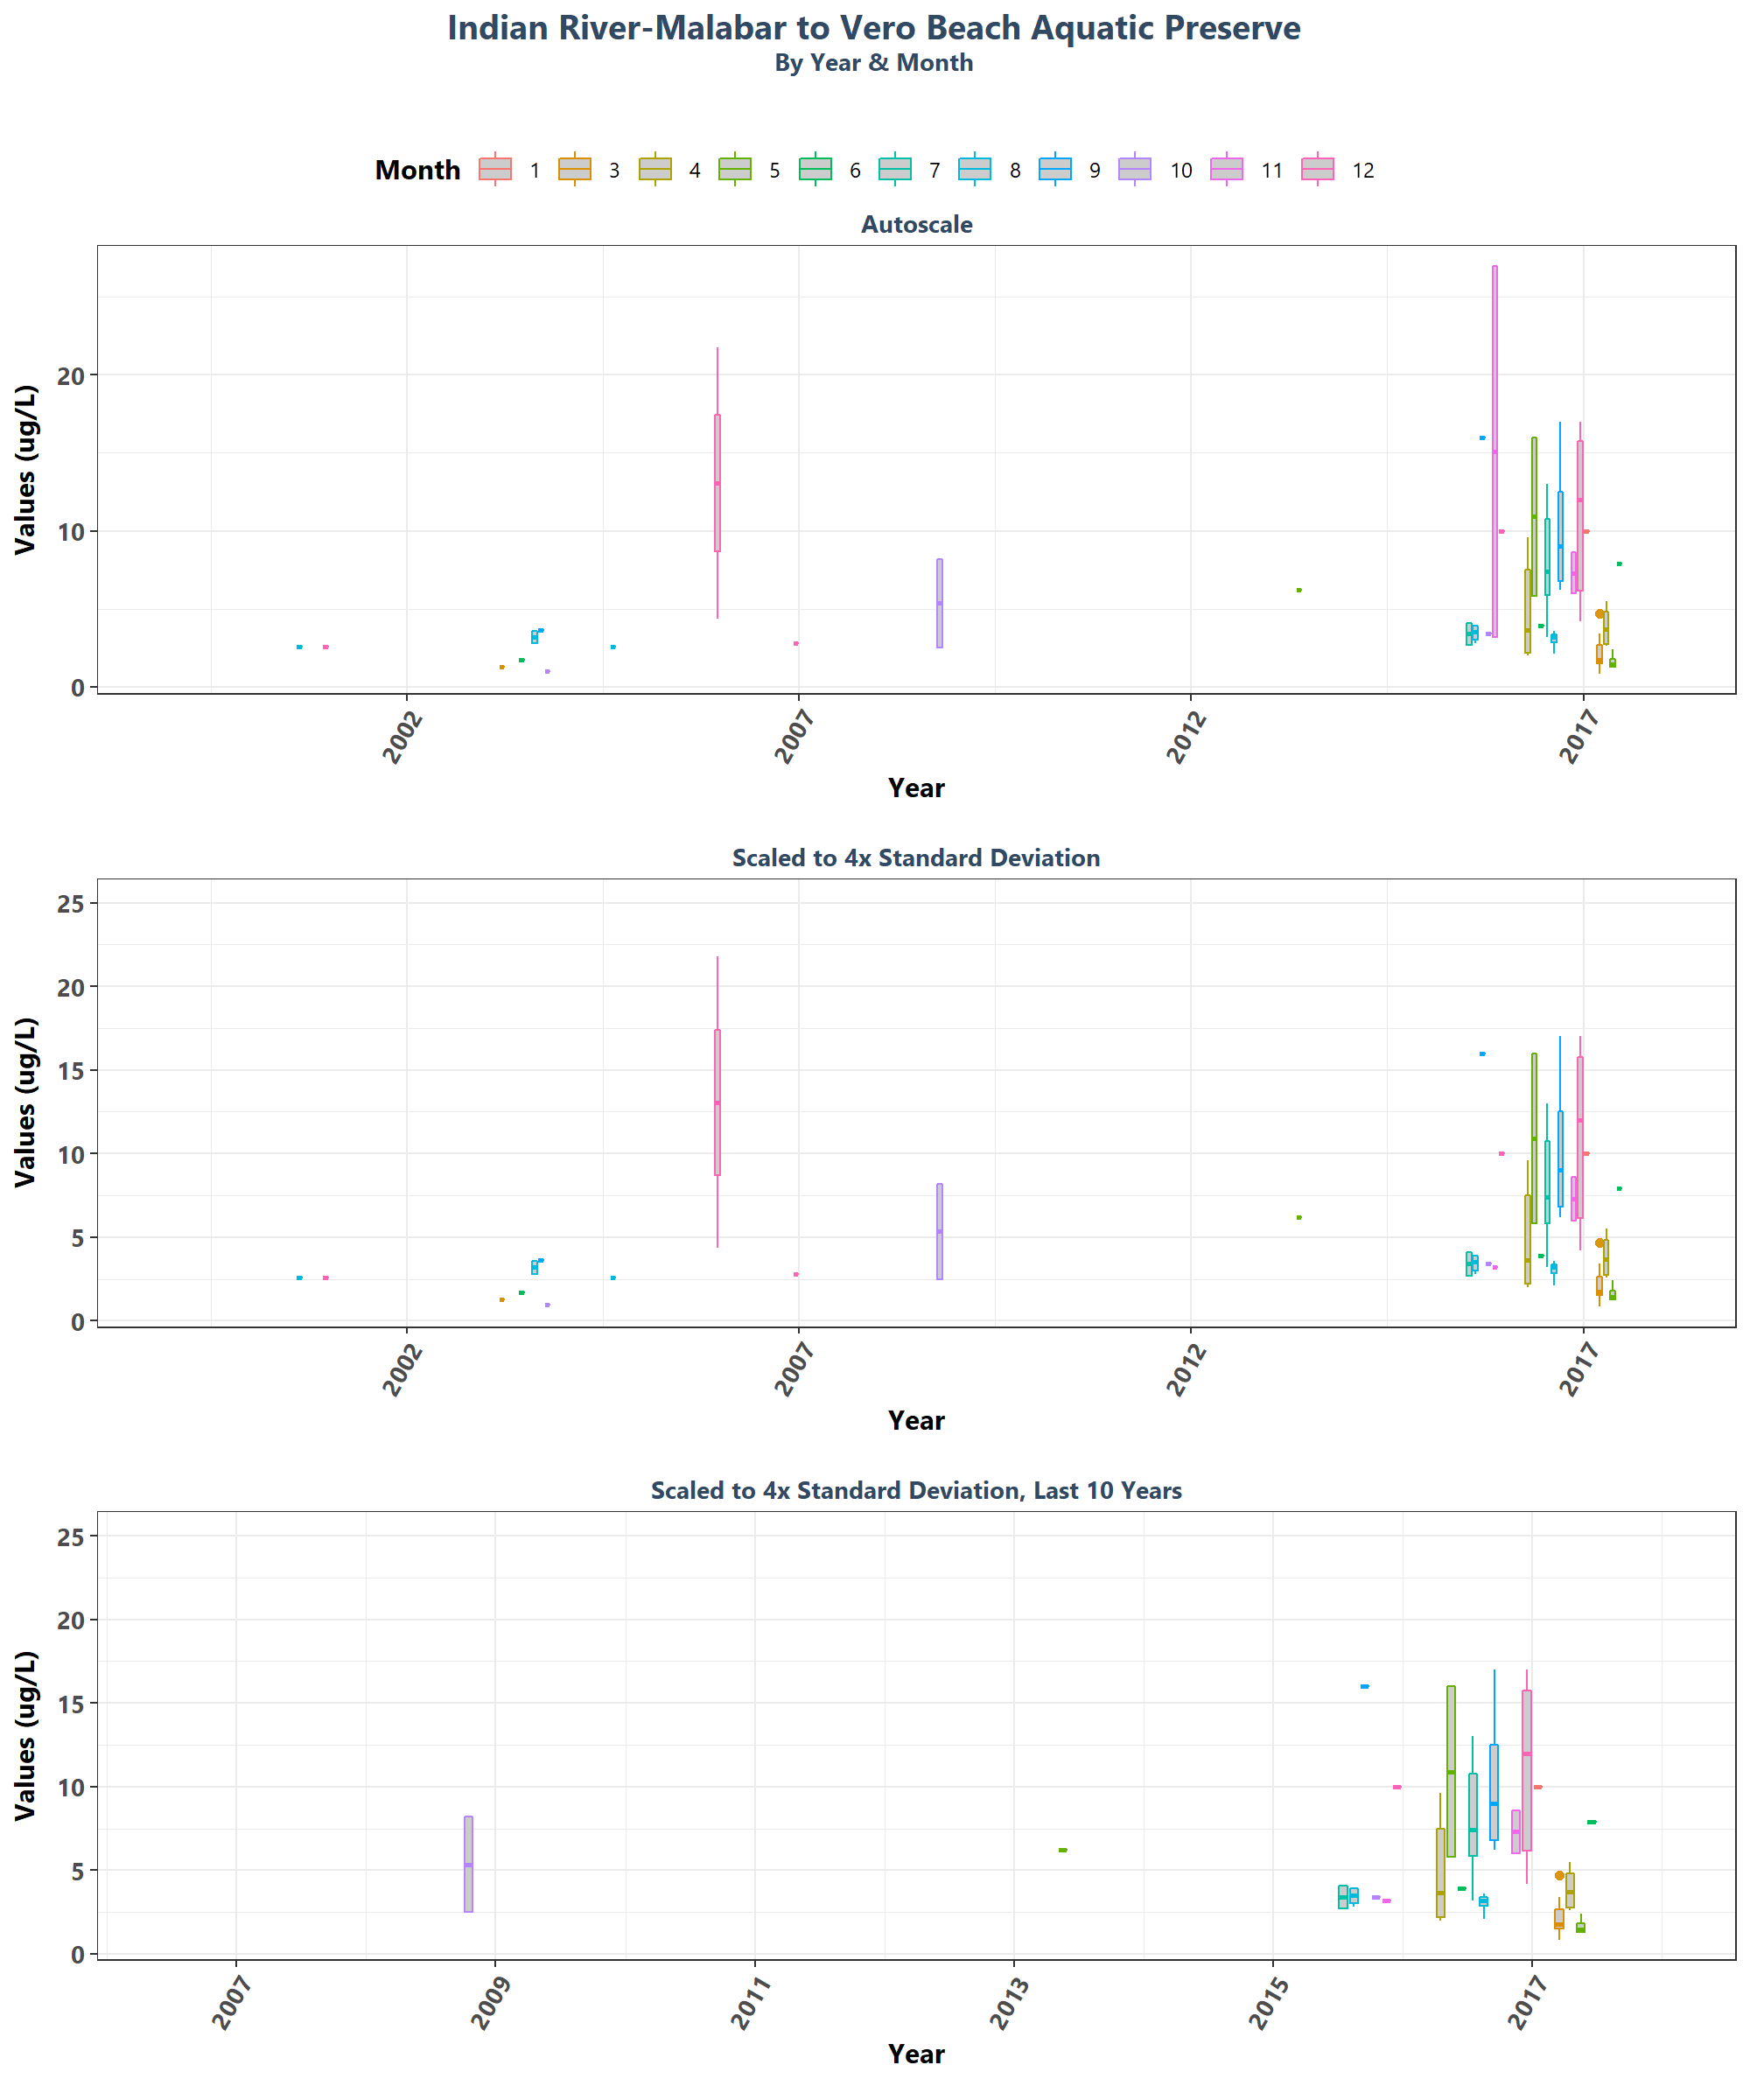 Indian River-Malabar to Vero Beach Aquatic Preserve
By Year & Month
Month 1 3 4 5 6 7 8 9 10 11 12
Autoscale
Values (ug/L)
20
10
0
2002 2007 2012 2017
Year
Scaled to 4x Standard Deviation
Values (ug/L)
25
20
15
10
5
0
2002 2007 2012 2017
Year
Scaled to 4x Standard Deviation, Last 10 Years
Values (ug/L)
25
20
15
10
5
0
2007 2009 2011 2013 2015 2017
Year